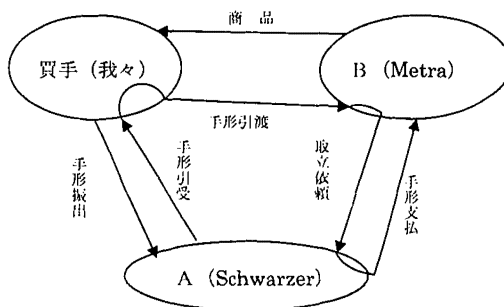 商品
買手（我々）
B（Metra）
手形引渡
手形振出
手形引受
取立依頼
手形支払
A（Schwarzer）